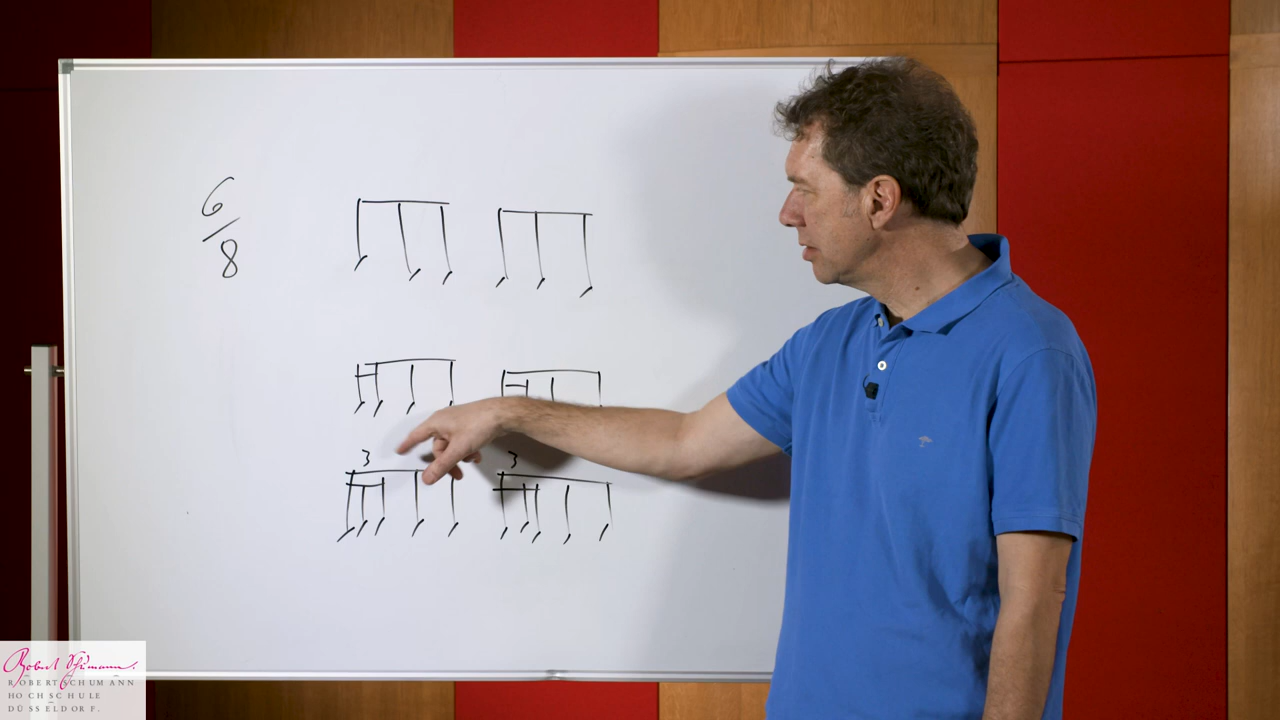 6/8
3 3
Robert Schumann.
ROBERT SCHUMANN
HOCHSCHULE
DÜSSELDORF.